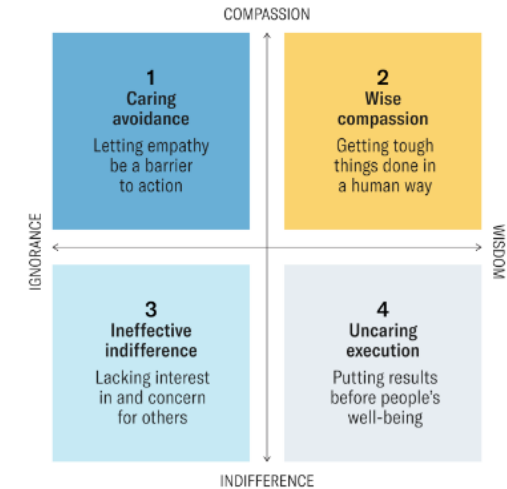 COMPASSION
1
Caring
avoidance
Letting empathy
be a barrier
to action
2
Wise
compassion
Getting tough
things done in
a human way
IGNORANCE
WISDOM
3
Ineffective
indifference
Lacking interest
in and concern
for others
4
Uncaring
execution
Putting results
before people's
well-being
INDIFFERENCE